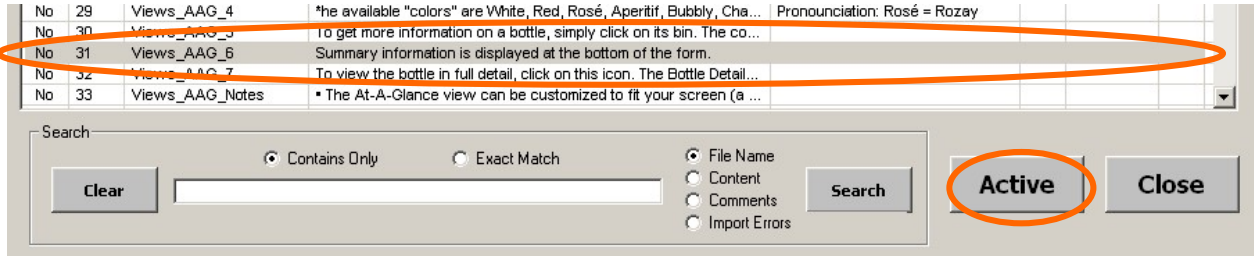 No 29 Views_AAG_4 *he available "colors" are White, Red, Rosé, Aperitif, Bubbly, Cha... Pronounciation: Rosé = Rozay
No 30 Views_AAG_5 To get more information on a bottle, simply click on its bin. The co...
No 31 Views_AAG_6 Summary information is displayed at the bottom of the form.
No 32 Views_AAG_7 To view the bottle in full detail, click on this icon. The Bottle Detail...
No 33 Views_AAG_Notes ▪ The At-A-Glance view can be customized to fit your screen (a ...
Search
Contains Only Exact Match File Name
Content
Clear Search Active Close
Comments
Import Errors